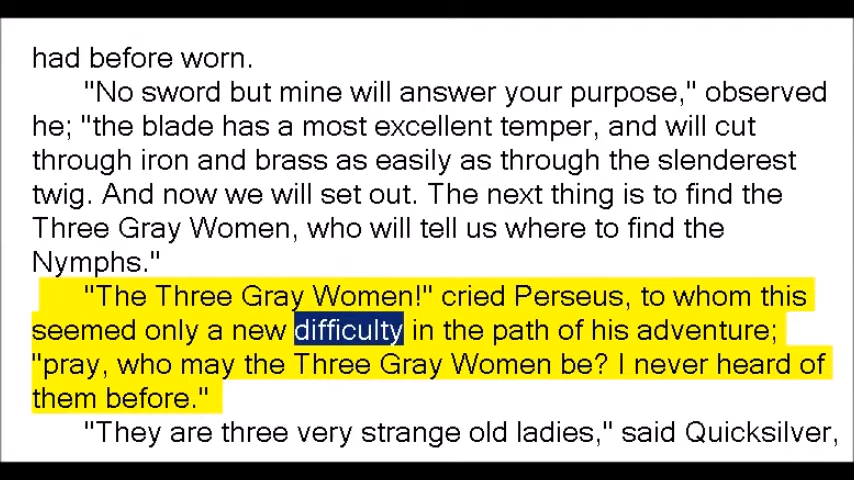 had before worn.
"No sword but mine will answer your purpose," observed
he; "the blade has a most excellent temper, and will cut
through iron and brass as easily as through the slenderest
twig. And now we will set out. The next thing is to find the
Three Gray Women, who will tell us where to find the
Nymphs."
"The Three Gray Women!" cried Perseus, to whom this
seemed only a new difficulty in the path of his adventure;
"pray, who may the Three Gray Women be? I never heard of
them before."
"They are three very strange old ladies," said Quicksilver,